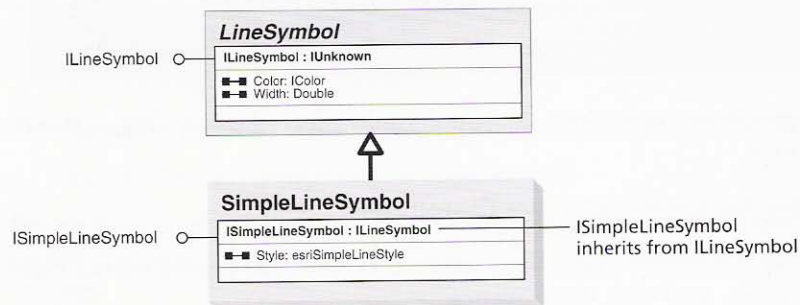 LineSymbol
ILineSymbol
ILineSymbol : IUnknown
Color: IColor
Width: Double
SimpleLineSymbol
ISimpleLineSymbol
ISimpleLineSymbol : ILineSymbol
ISimpleLineSymbol
inherits from ILineSymbol
Style: esriSimpleLineStyle